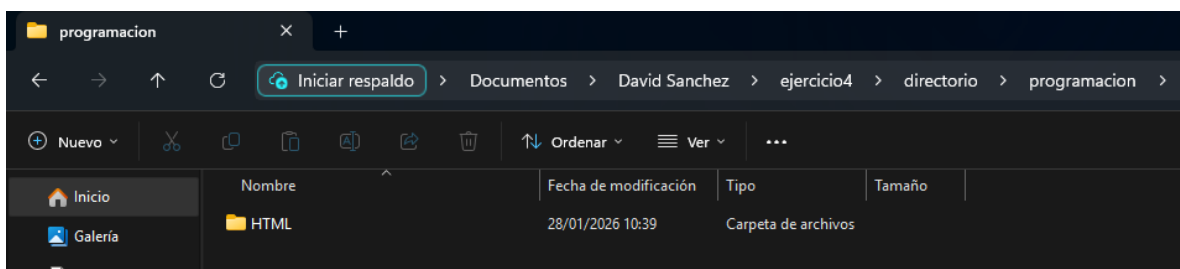 programacion
Iniciar respaldo > Documentos > David Sanchez > ejercicio4 > directorio > programacion >
Nuevo Ordenar Ver
Nombre Fecha de modificación Tipo Tamaño
Inicio
HTML 28/01/2026 10:39 Carpeta de archivos
Galería